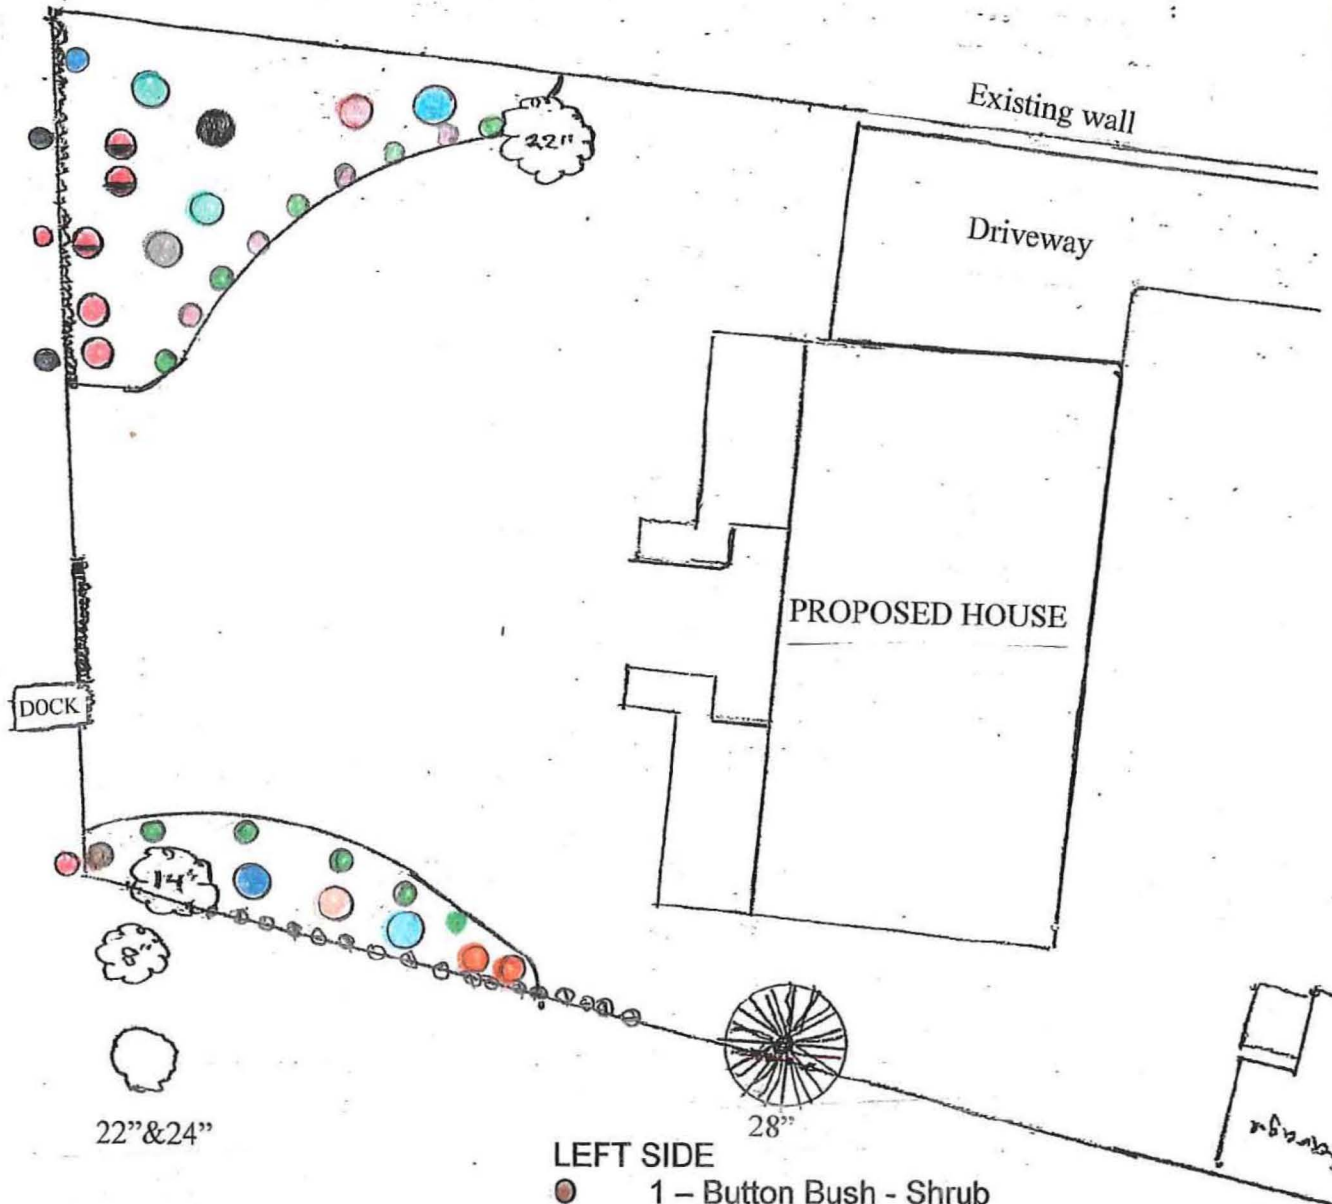 22"
Existing wall
Driveway
PROPOSED HOUSE
DOCK
14"
8"
22"&24"
28"
LEFT SIDE
1 – Button Bush - Shrub